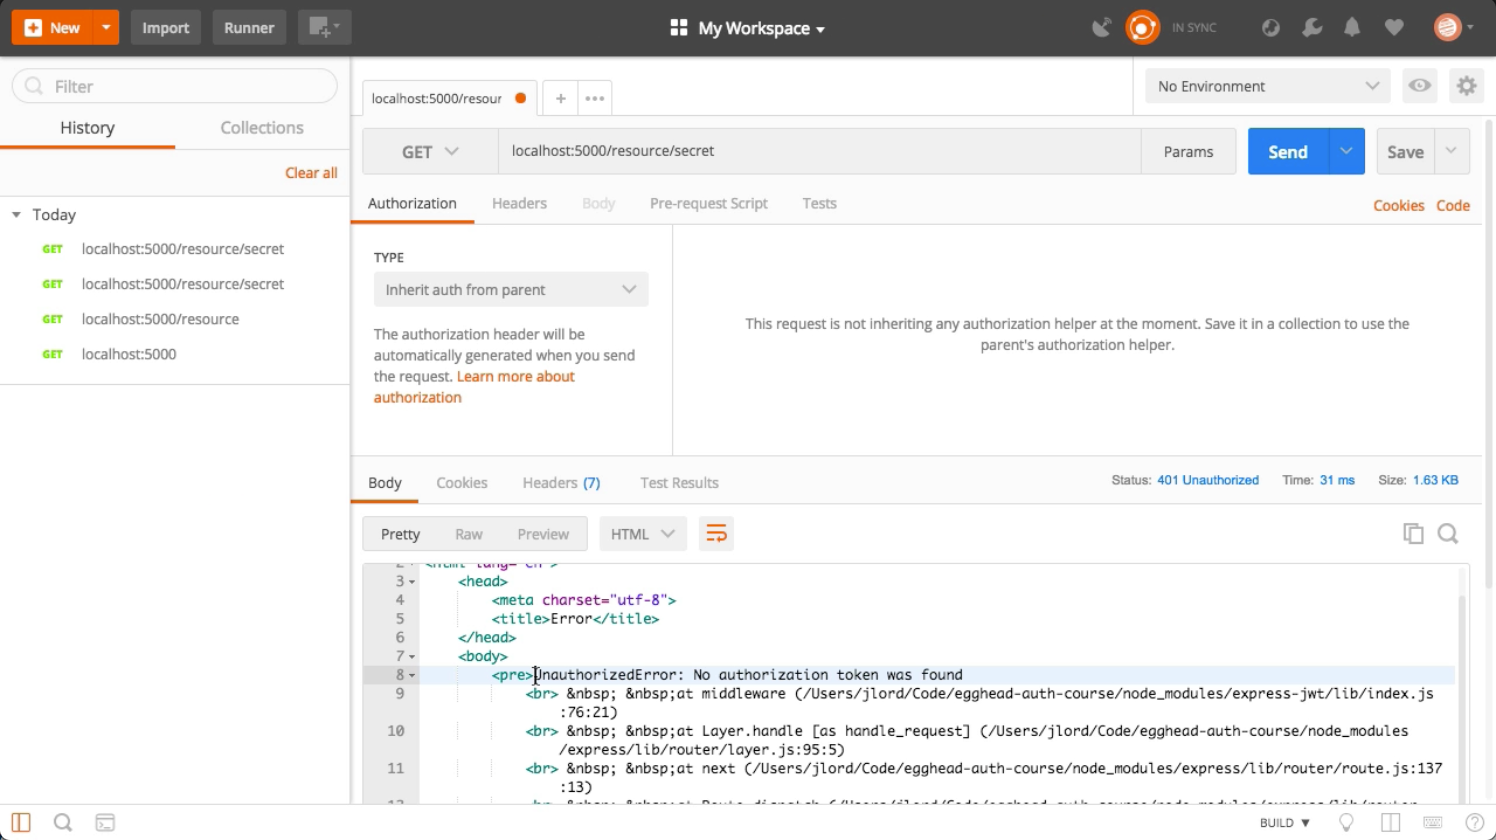 New
Import
Runner
My Workspace
IN SYNC
Filter
History
Collections
Clear all
Today
GET localhost:5000/resource/secret
GET localhost:5000/resource/secret
GET localhost:5000/resource
GET localhost:5000
localhost:5000/resour
No Environment
GET
localhost:5000/resource/secret
Params
Send
Save
Authorization
Headers
Body
Pre-request Script
Tests
Cookies
Code
TYPE
Inherit auth from parent
The authorization header will be
automatically generated when you send
the request. Learn more about
authorization
This request is not inheriting any authorization helper at the moment. Save it in a collection to use the
parent's authorization helper.
Body
Cookies
Headers (7)
Test Results
Status: 401 Unauthorized
Time: 31 ms
Size: 1.63 KB
Pretty
Raw
Preview
HTML
3 <head>
4 <meta charset="utf-8">
5 <title>Error</title>
6 </head>
7 <body>
8 <pre>UnauthorizedError: No authorization token was found
9 <br> &nbsp; &nbsp;at middleware (/Users/jlord/Code/egghead-auth-course/node_modules/express-jwt/lib/index.js
:76:21)
10 <br> &nbsp; &nbsp;at Layer.handle [as handle_request] (/Users/jlord/Code/egghead-auth-course/node_modules
/express/lib/router/layer.js:95:5)
11 <br> &nbsp; &nbsp;at next (/Users/jlord/Code/egghead-auth-course/node_modules/express/lib/router/route.js:137
:13)
BUILD